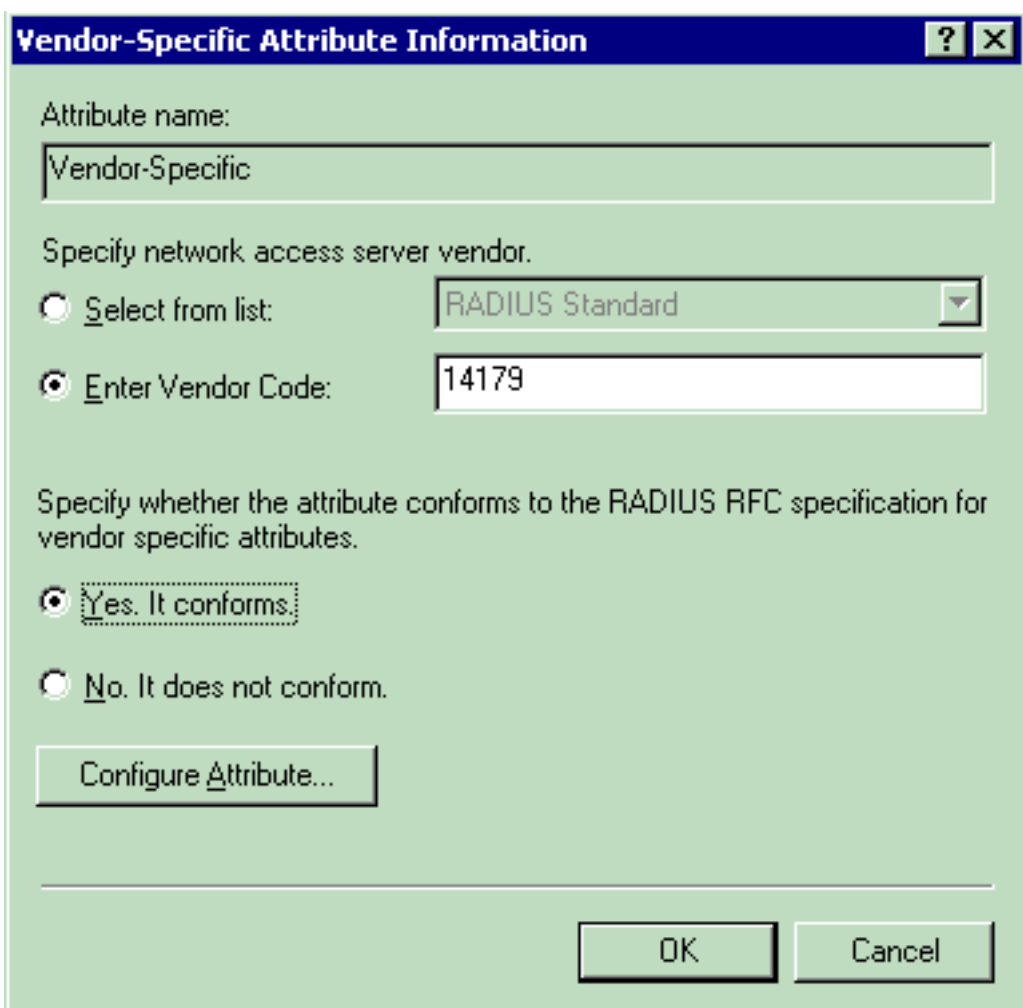 Vendor-Specific Attribute Information
Attribute name:
Vendor-Specific
Specify network access server vendor.
Select from list: RADIUS Standard
Enter Vendor Code: 14179
Specify whether the attribute conforms to the RADIUS RFC specification for
vendor specific attributes.
Yes. It conforms.
No. It does not conform.
Configure Attribute...
OK Cancel